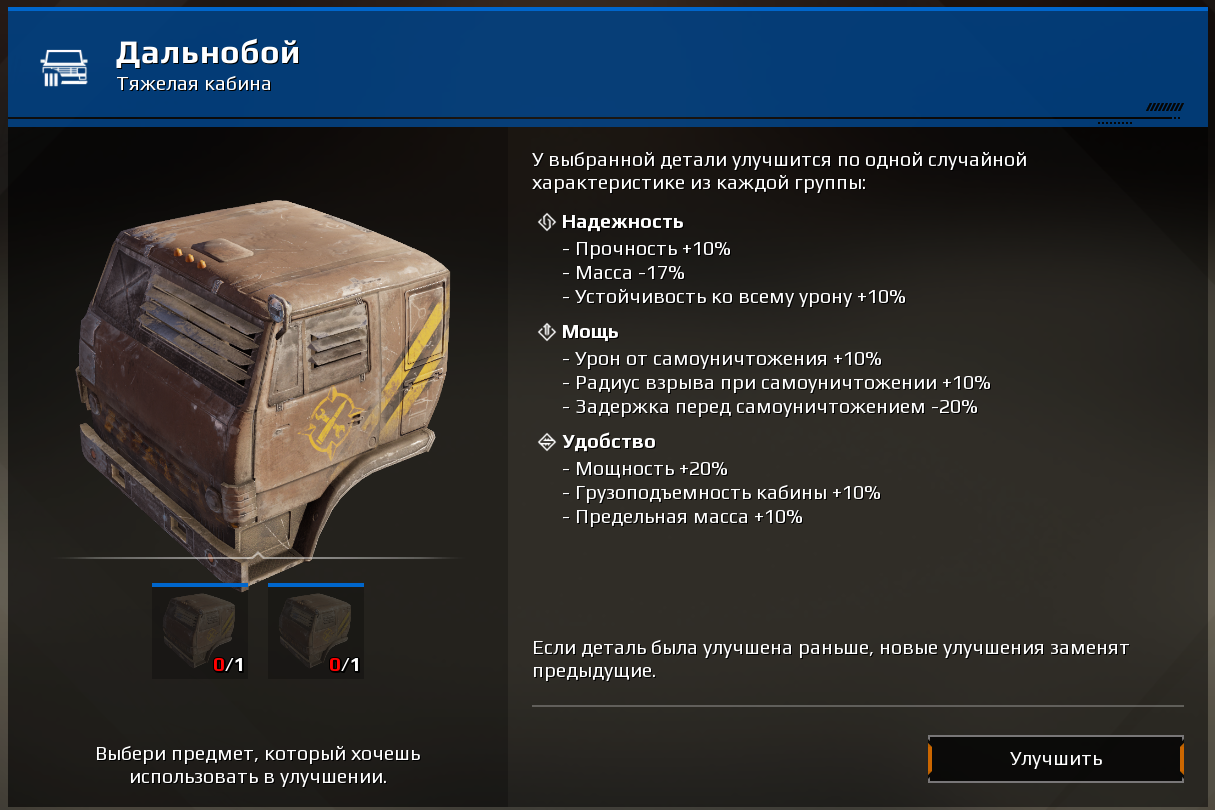 Дальнобой
Тяжелая кабина
У выбранной детали улучшится по одной случайной
характеристике из каждой группы:
Надежность
- Прочность +10%
- Масса -17%
- Устойчивость ко всему урону +10%
Мощь
- Урон от самоуничтожения +10%
- Радиус взрыва при самоуничтожении +10%
- Задержка перед самоуничтожением -20%
Удобство
- Мощность +20%
- Грузоподъемность кабины +10%
- Предельная масса +10%
0/1
0/1
Если деталь была улучшена раньше, новые улучшения заменят
предыдущие.
Выбери предмет, который хочешь
использовать в улучшении.
Улучшить